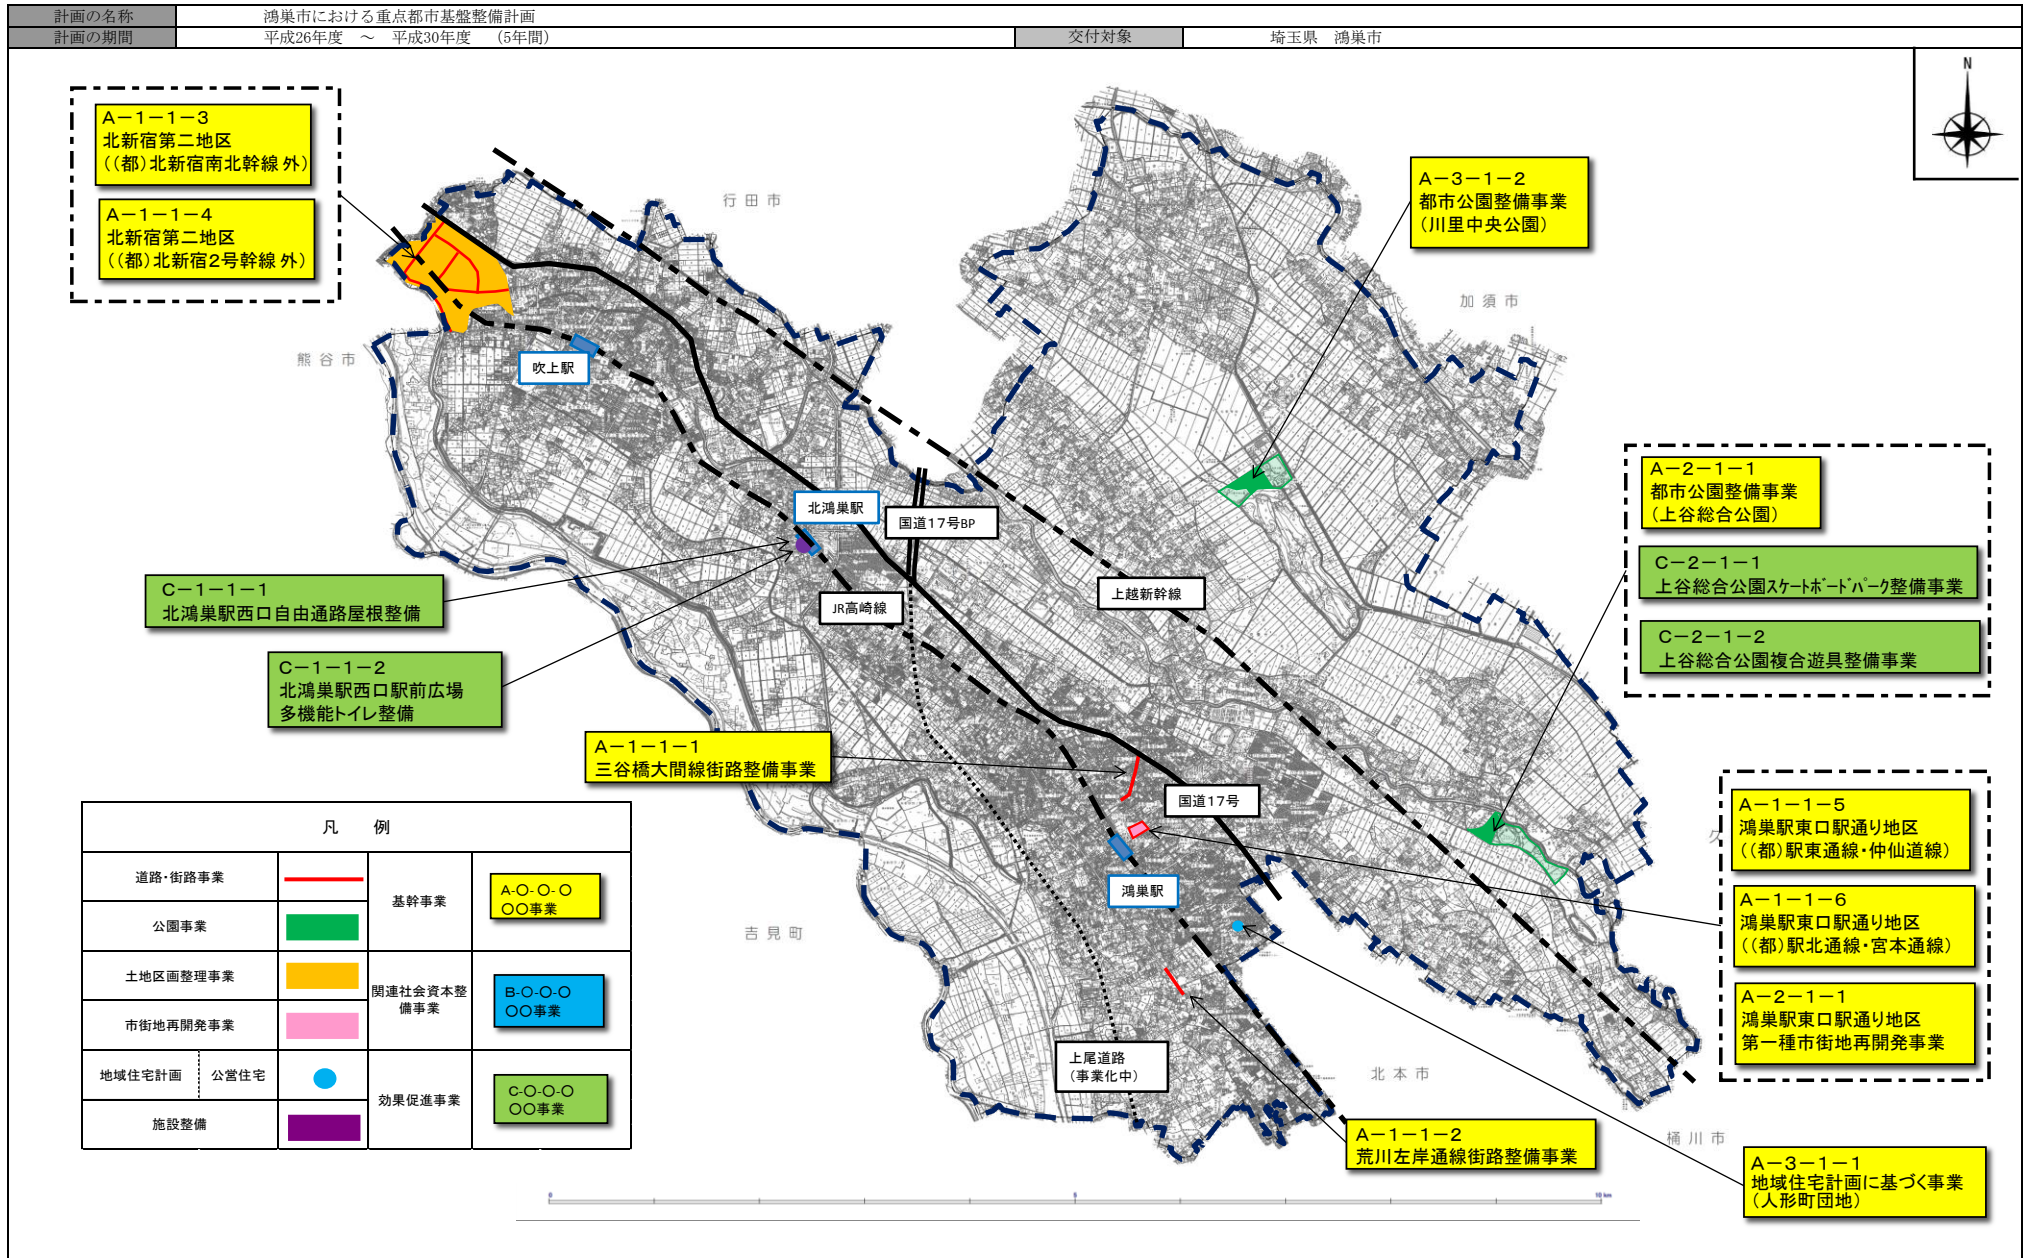 計画の名称 鴻巣市における重点都市基盤整備計画
計画の期間 平成26年度 ～ 平成30年度 (5年間) 交付対象 埼玉県 鴻巣市
N
A－1－1－3
北新宿第二地区
((都)北新宿南北幹線 外)
A－1－1－4
北新宿第二地区
((都)北新宿2号幹線 外)
行田市
A－3－1－2
都市公園整備事業
(川里中央公園)
加須市
熊谷市
吹上駅
A－2－1－1
都市公園整備事業
(上谷総合公園)
C－2－1－1
上谷総合公園スケートボードパーク整備事業
C－2－1－2
上谷総合公園複合遊具整備事業
北鴻巣駅
国道17号BP
上越新幹線
JR高崎線
C－1－1－1
北鴻巣駅西口自由通路屋根整備
C－1－1－2
北鴻巣駅西口駅前広場
多機能トイレ整備
A－1－1－1
三谷橋大間線街路整備事業
国道17号
鴻巣駅
A－1－1－5
鴻巣駅東口駅通り地区
((都)駅東通線・仲仙道線)
A－1－1－6
鴻巣駅東口駅通り地区
((都)駅北通線・宮本通線)
A－2－1－1
鴻巣駅東口駅通り地区
第一種市街地再開発事業
吉見町
上尾道路
(事業化中)
北本市
桶川市
A－1－1－2
荒川左岸通線街路整備事業
A－3－1－1
地域住宅計画に基づく事業
(人形町団地)
凡 例
道路・街路事業
公園事業
土地区画整理事業
市街地再開発事業
地域住宅計画 公営住宅
施設整備
基幹事業
A-○-○-○
○○事業
関連社会資本整
備事業
B-○-○-○
○○事業
効果促進事業
C-○-○-○
○○事業
0 5 10 km